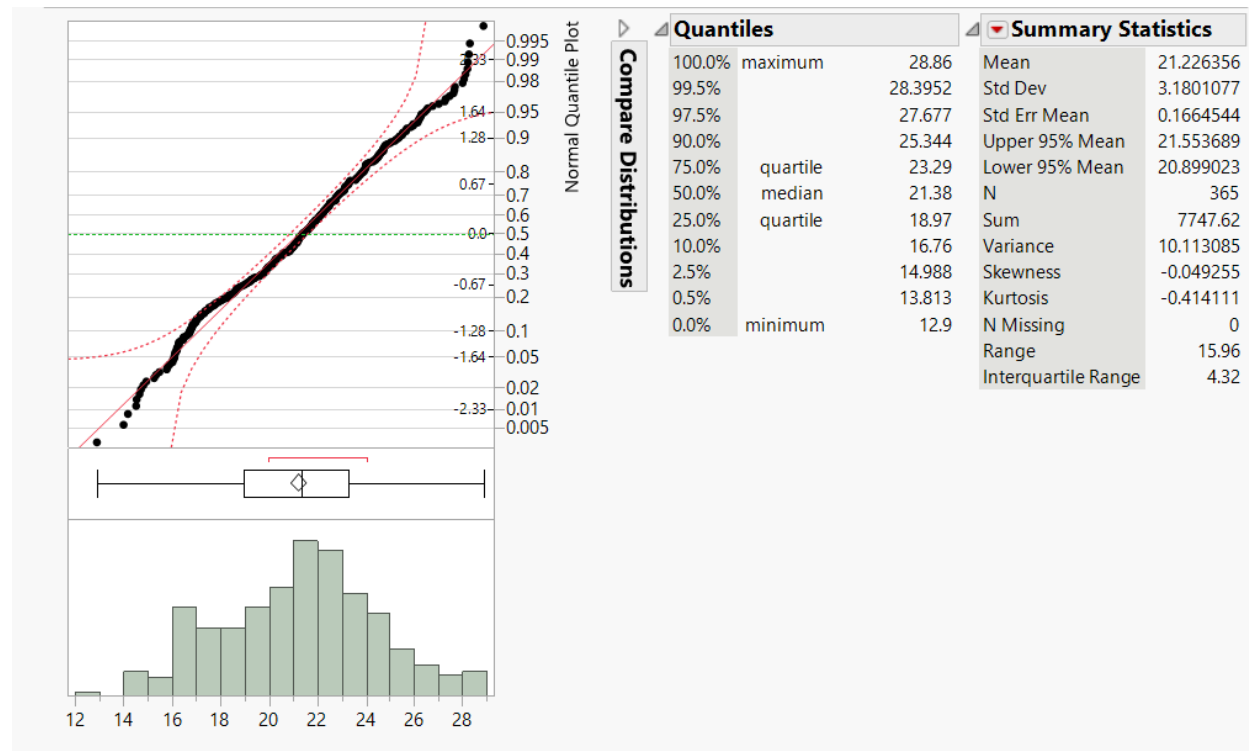 0.995
2.33 0.99
0.98
1.64 0.95
1.28 0.9
0.8
0.67 0.7
0.6
0.0 0.5
0.4
0.3
-0.67 0.2
-1.28 0.1
-1.64 0.05
0.02
-2.33 0.01
0.005
Normal Quantile Plot
12 14 16 18 20 22 24 26 28
Compare Distributions
Quantiles
100.0% maximum 28.86
99.5% 28.3952
97.5% 27.677
90.0% 25.344
75.0% quartile 23.29
50.0% median 21.38
25.0% quartile 18.97
10.0% 16.76
2.5% 14.988
0.5% 13.813
0.0% minimum 12.9
Summary Statistics
Mean 21.226356
Std Dev 3.1801077
Std Err Mean 0.1664544
Upper 95% Mean 21.553689
Lower 95% Mean 20.899023
N 365
Sum 7747.62
Variance 10.113085
Skewness -0.049255
Kurtosis -0.414111
N Missing 0
Range 15.96
Interquartile Range 4.32